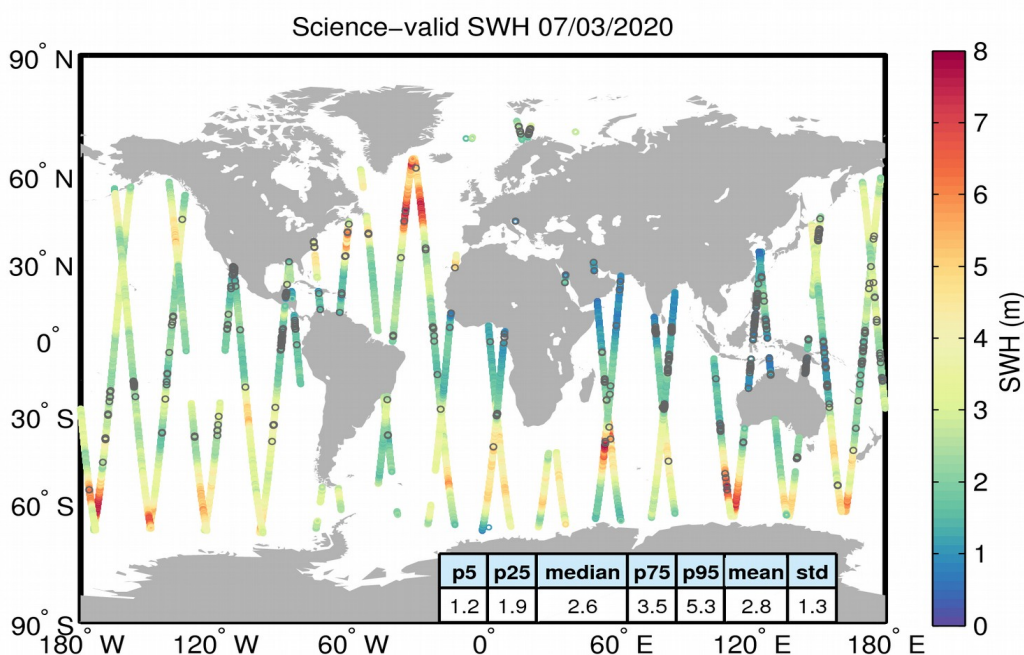 Science−valid SWH 07/03/2020
90° N
60° N
30° N
0°
30° S
60° S
90° S
180° W
120° W
60° W
0°
60° E
120° E
180° E
p5 p25 median p75 p95 mean std
1.2 1.9 2.6 3.5 5.3 2.8 1.3
8
7
6
5
4
3
2
1
0
SWH (m)